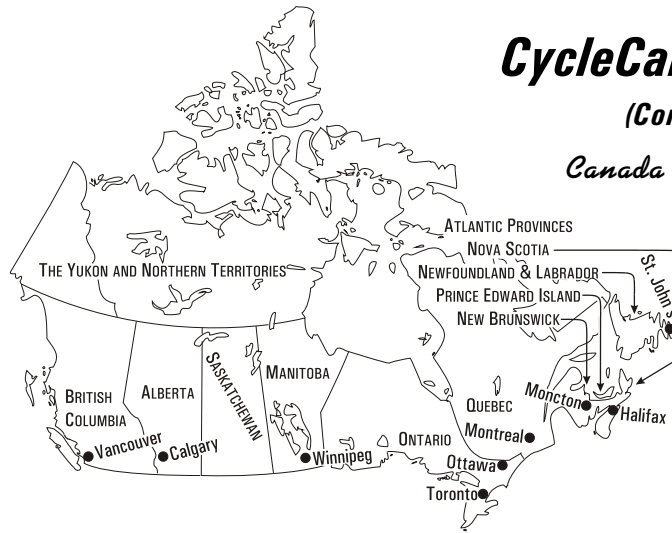 CycleCa
(Co
Canada
ATLANTIC PROVINCES
NOVA SCOTIA
NEWFOUNDLAND & LABRADOR
PRINCE EDWARD ISLAND
NEW BRUNSWICK
St. John
THE YUKON AND NORTHERN TERRITORIES
BRITISH
COLUMBIA
ALBERTA
SASKATCHEWAN
MANITOBA
ONTARIO
QUEBEC
Vancouver
Calgary
Winnipeg
Moncton
Halifax
Montreal
Ottawa
Toronto